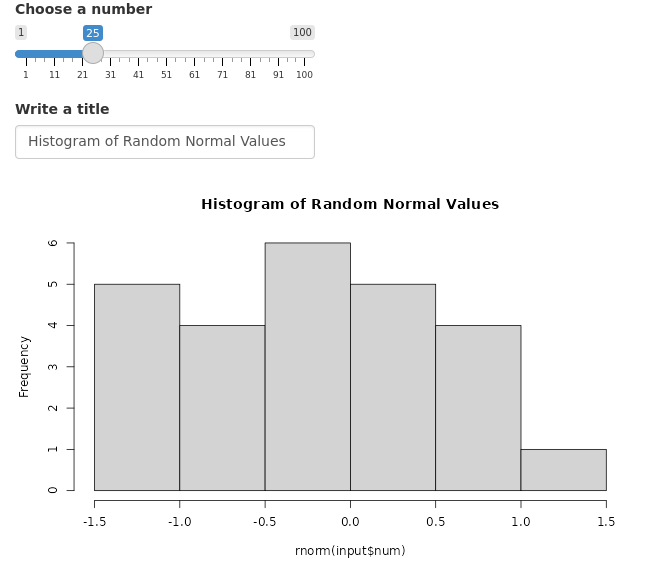 Choose a number
1 25 100
1 11 21 31 41 51 61 71 81 91 100
Write a title
Histogram of Random Normal Values
Histogram of Random Normal Values
Frequency
6
5
4
3
2
1
0
-1.5 -1.0 -0.5 0.0 0.5 1.0 1.5
rnorm(input$num)